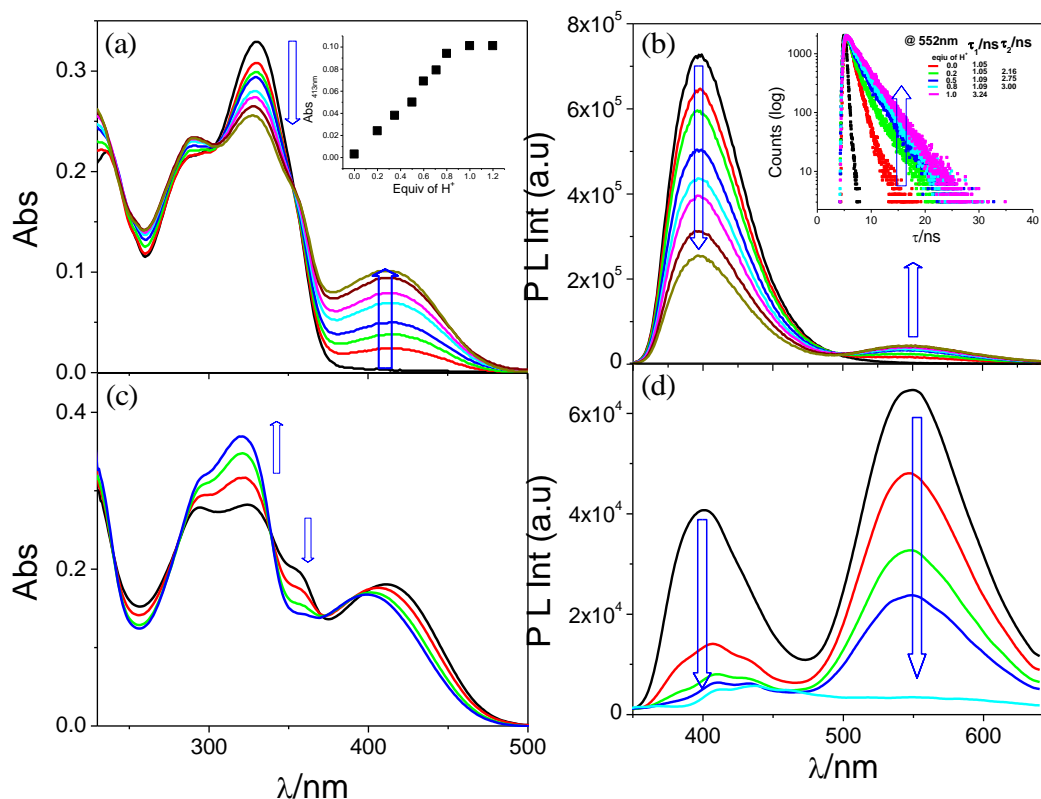 (a)
Abs
0.3
0.2
0.1
0.0
Abs 413nm
0.10
0.08
0.06
0.04
0.02
0.00
0.0 0.2 0.4 0.6 0.8 1.0 1.2
Equiv of H+
(b)
P L Int (a.u)
8x10^5
6x10^5
4x10^5
2x10^5
0
400 500 600
Counts (log)
1000
100
10
0 10 20 30 40
τ/ns
@ 552nm τ1/ns τ2/ns
eqiu of H+
0.0 1.05
0.2 1.05 2.16
0.5 1.09 2.75
0.8 1.09 3.00
1.0 3.24
(c)
Abs
0.4
0.2
0.0
300 400 500
λ/nm
(d)
P L Int (a.u)
6x10^4
4x10^4
2x10^4
0
400 500 600
λ/nm